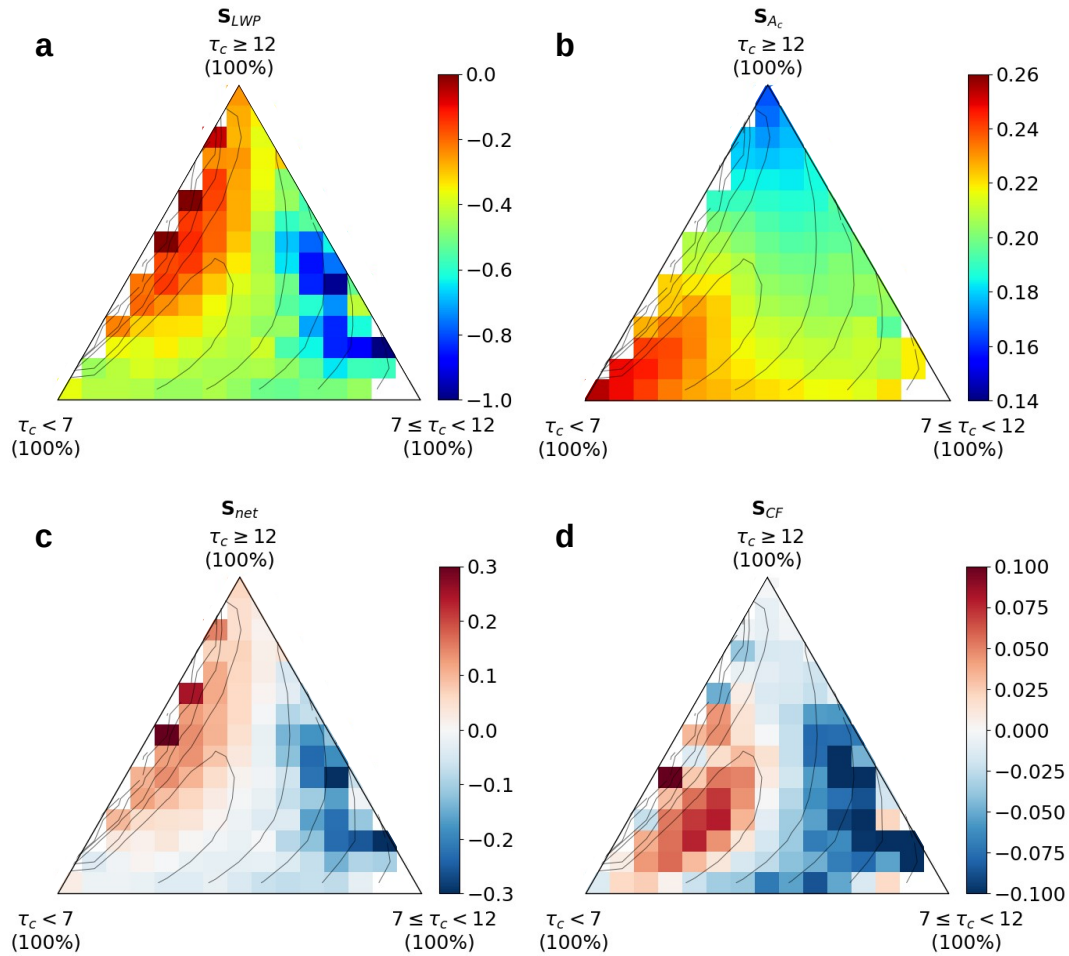 S_LWP
a
τ_c ≥ 12
(100%)
0.0
−0.2
−0.4
−0.6
−0.8
−1.0
τ_c < 7
(100%)
7 ≤ τ_c < 12
(100%)
S_{A_c}
b
τ_c ≥ 12
(100%)
0.26
0.24
0.22
0.20
0.18
0.16
0.14
τ_c < 7
(100%)
7 ≤ τ_c < 12
(100%)
S_net
c
τ_c ≥ 12
(100%)
0.3
0.2
0.1
0.0
−0.1
−0.2
−0.3
τ_c < 7
(100%)
7 ≤ τ_c < 12
(100%)
S_CF
d
τ_c ≥ 12
(100%)
0.100
0.075
0.050
0.025
0.000
−0.025
−0.050
−0.075
−0.100
τ_c < 7
(100%)
7 ≤ τ_c < 12
(100%)